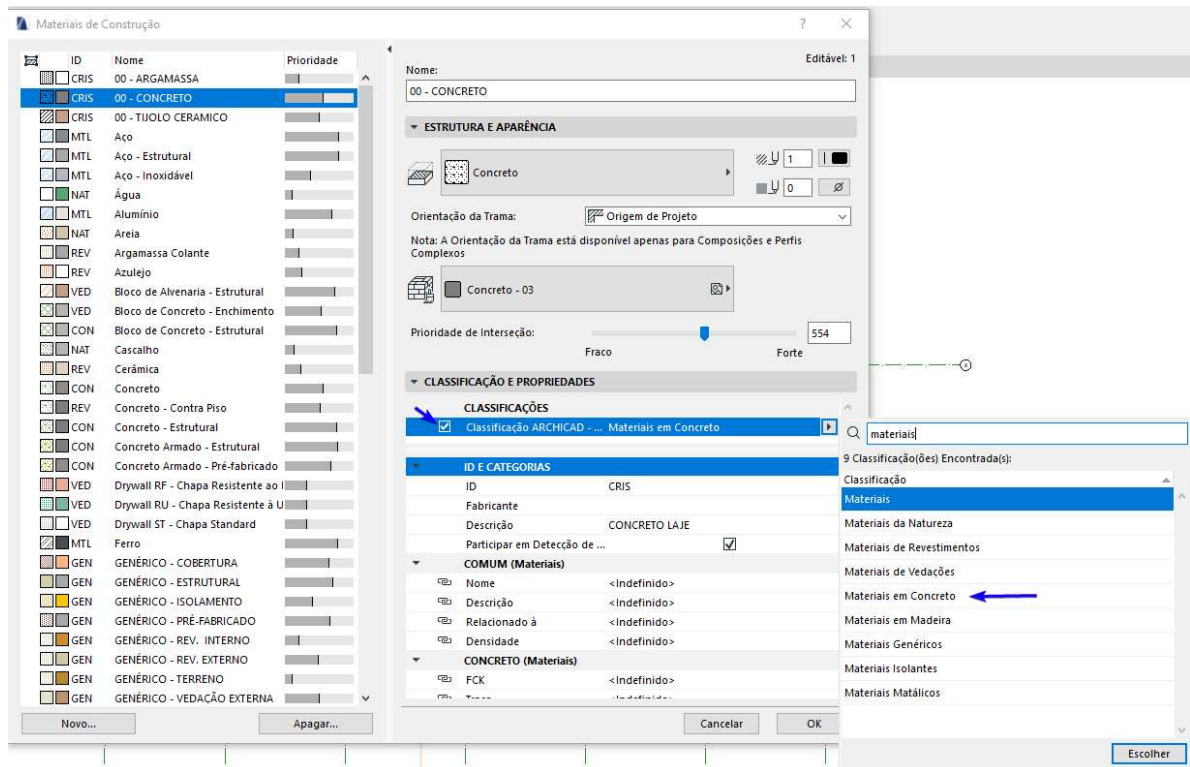 Materiais de Construção
? ×
ID Nome Prioridade
CRIS 00 - ARGAMASSA
CRIS 00 - CONCRETO
CRIS 00 - TIJOLO CERAMICO
MTL Aço
MTL Aço - Estrutural
MTL Aço - Inoxidável
NAT Água
MTL Alumínio
NAT Areia
REV Argamassa Colante
REV Azulejo
VED Bloco de Alvenaria - Estrutural
VED Bloco de Concreto - Enchimento
CON Bloco de Concreto - Estrutural
NAT Cascalho
REV Cerâmica
CON Concreto
REV Concreto - Contra Piso
CON Concreto - Estrutural
CON Concreto Armado - Estrutural
CON Concreto Armado - Pré-fabricado
VED Drywall RF - Chapa Resistente ao
VED Drywall RU - Chapa Resistente à U
VED Drywall ST - Chapa Standard
MTL Ferro
GEN GENÉRICO - COBERTURA
GEN GENÉRICO - ESTRUTURAL
GEN GENÉRICO - ISOLAMENTO
GEN GENÉRICO - PRÉ-FABRICADO
GEN GENÉRICO - REV. INTERNO
GEN GENÉRICO - REV. EXTERNO
GEN GENÉRICO - TERRENO
GEN GENÉRICO - VEDAÇÃO EXTERNA
Novo... Apagar...
Editável: 1
Nome:
00 - CONCRETO
ESTRUTURA E APARÊNCIA
Concreto
1
0
Orientação da Trama: Origem de Projeto
Nota: A Orientação da Trama está disponível apenas para Composições e Perfis
Complexos
Concreto - 03
Prioridade de Interseção: 554
Fraco Forte
CLASSIFICAÇÃO E PROPRIEDADES
CLASSIFICAÇÕES
Classificação ARCHICAD - ... Materiais em Concreto
ID E CATEGORIAS
ID CRIS
Fabricante
Descrição CONCRETO LAJE
Participar em Detecção de ...
COMUM (Materiais)
Nome <Indefinido>
Descrição <Indefinido>
Relacionado à <Indefinido>
Densidade <Indefinido>
CONCRETO (Materiais)
FCK <Indefinido>
Cancelar OK
materiais
9 Classificação(ões) Encontrada(s):
Classificação
Materiais
Materiais da Natureza
Materiais de Revestimentos
Materiais de Vedações
Materiais em Concreto
Materiais em Madeira
Materiais Genéricos
Materiais Isolantes
Materiais Matálicos
Escolher